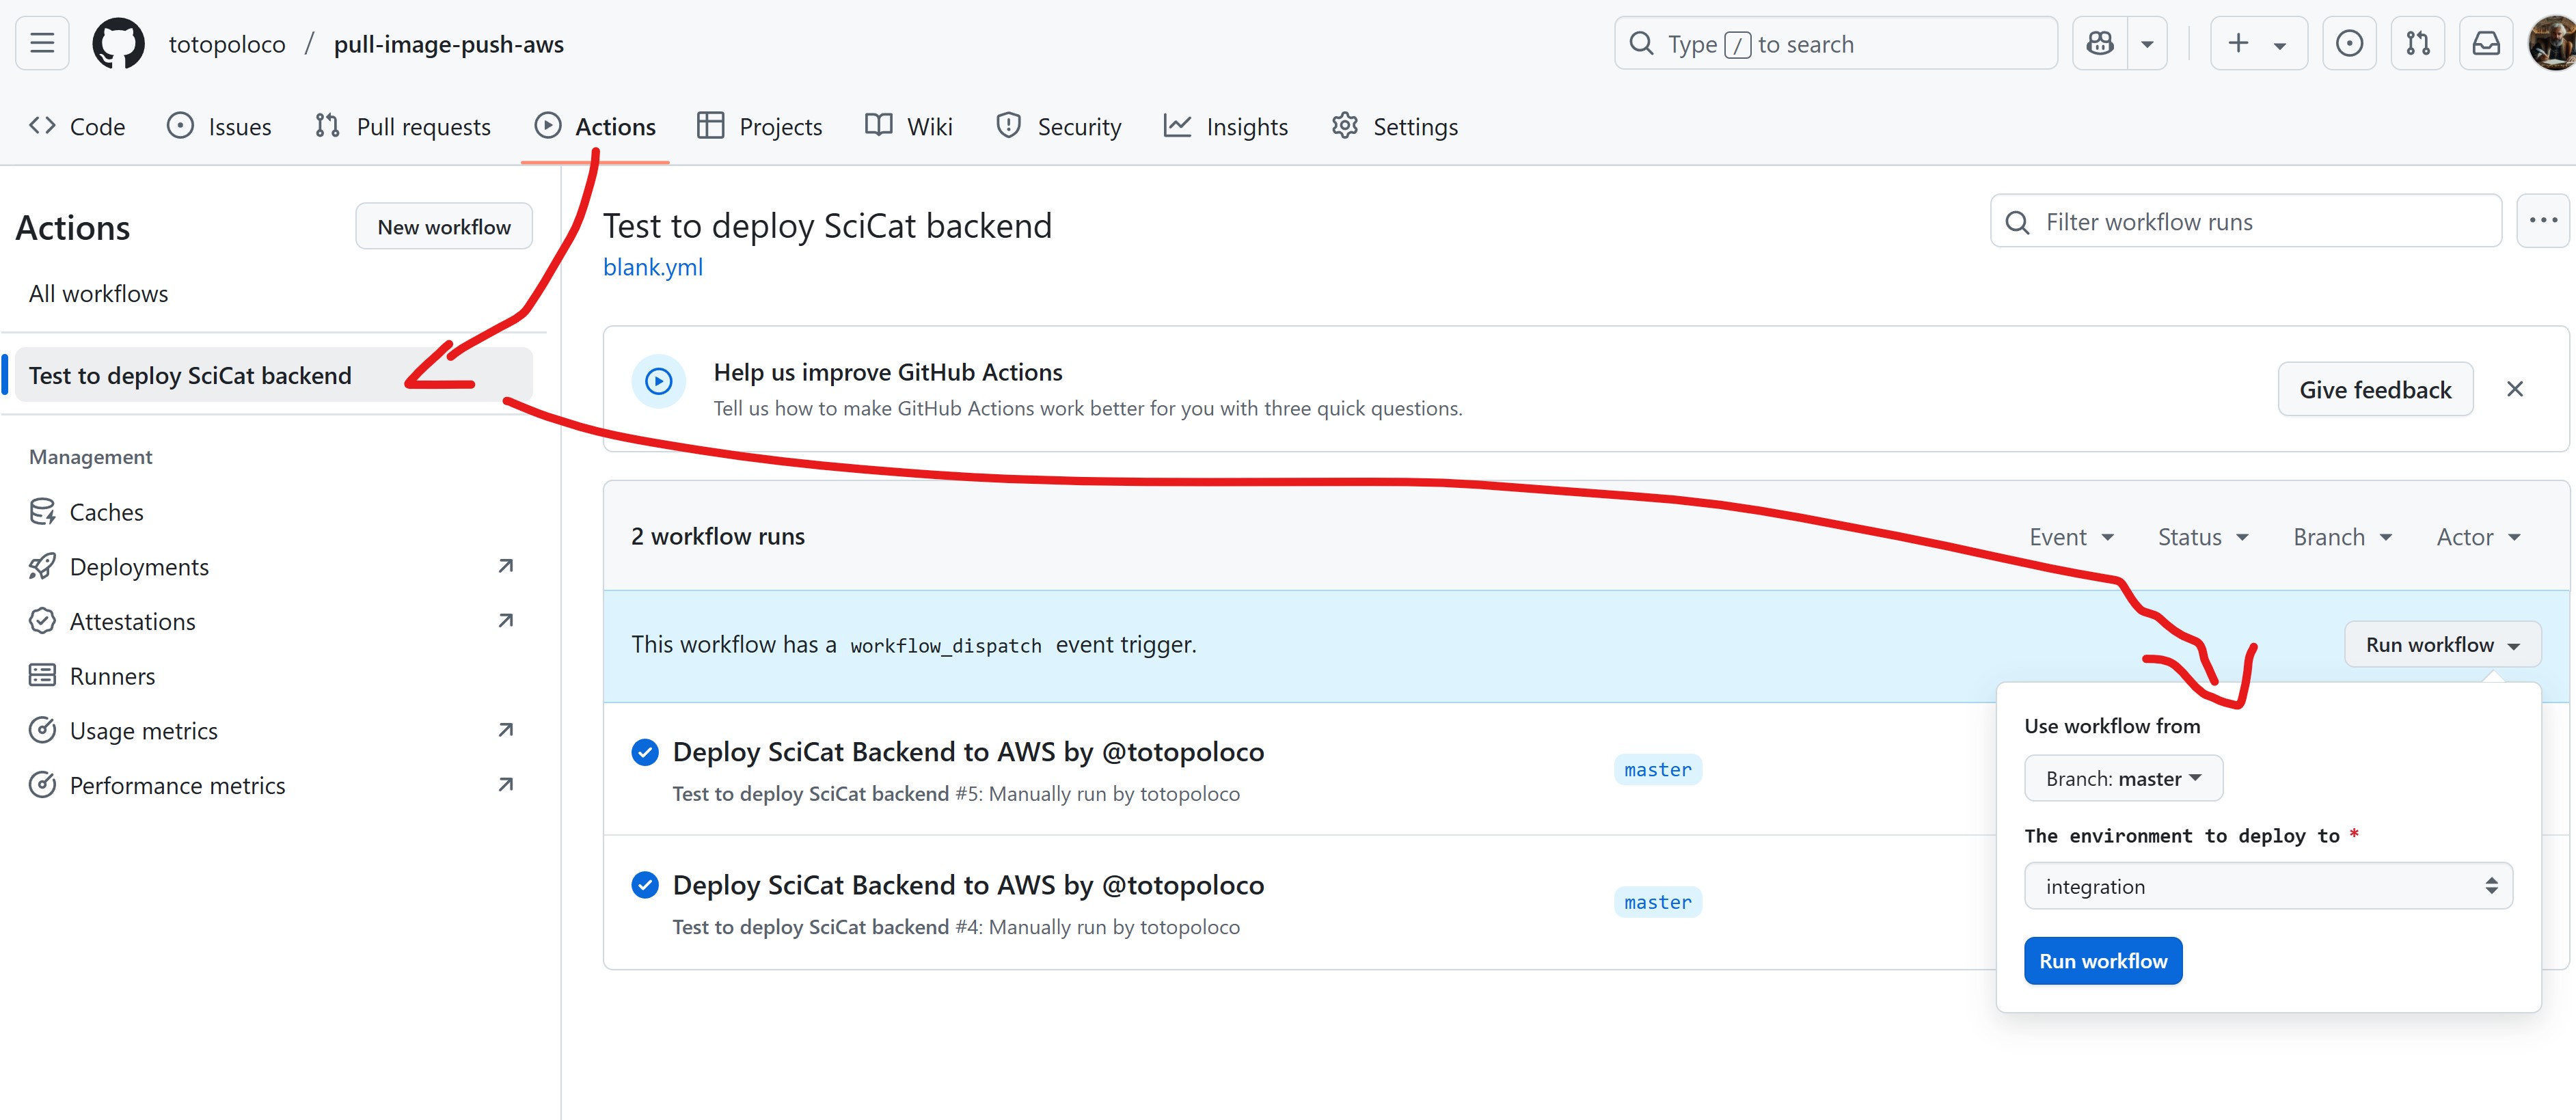 totopoloco / pull-image-push-aws
Type / to search
Code
Issues
Pull requests
Actions
Projects
Wiki
Security
Insights
Settings
Actions
New workflow
All workflows
Test to deploy SciCat backend
Management
Caches
Deployments
Attestations
Runners
Usage metrics
Performance metrics
Test to deploy SciCat backend
blank.yml
Filter workflow runs
Help us improve GitHub Actions
Tell us how to make GitHub Actions work better for you with three quick questions.
Give feedback
2 workflow runs
Event
Status
Branch
Actor
This workflow has a workflow_dispatch event trigger.
Run workflow
Deploy SciCat Backend to AWS by @totopoloco
Test to deploy SciCat backend #5: Manually run by totopoloco
master
Deploy SciCat Backend to AWS by @totopoloco
Test to deploy SciCat backend #4: Manually run by totopoloco
master
Use workflow from
Branch: master
The environment to deploy to *
integration
Run workflow